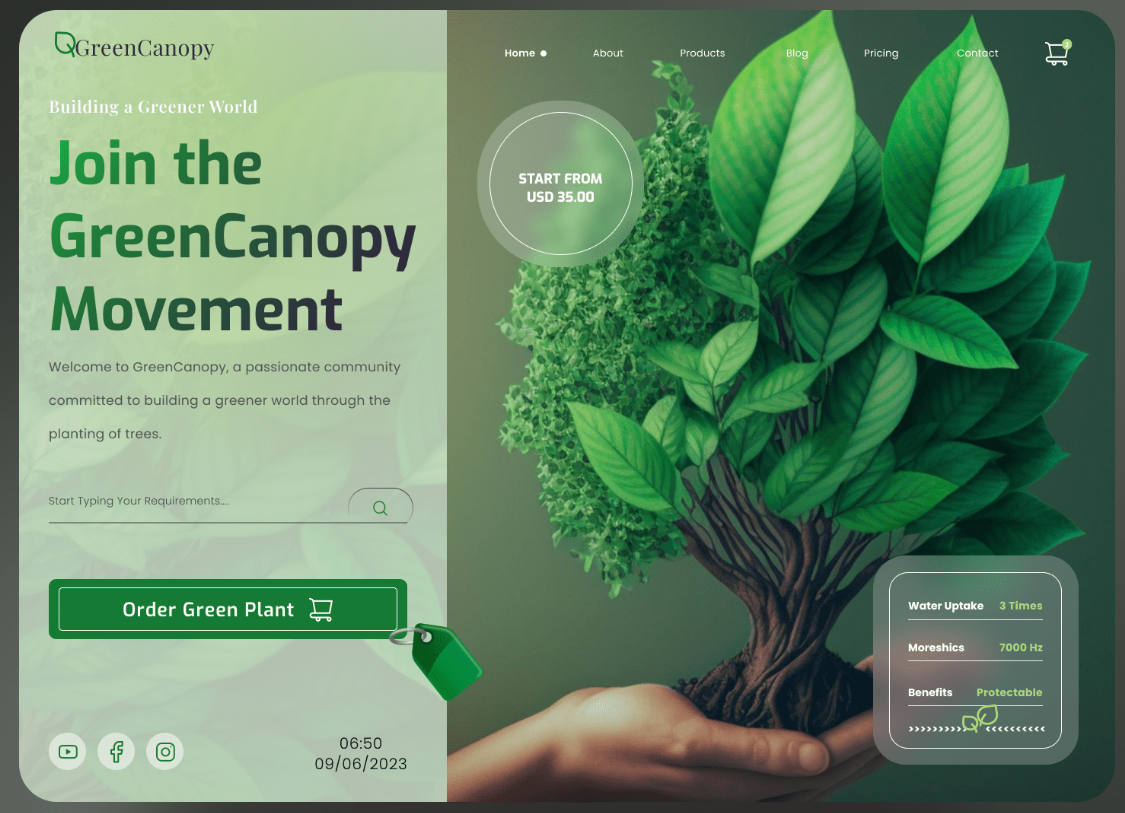 GreenCanopy
Home
About
Products
Blog
Pricing
Contact
3
Building a Greener World
Join the
GreenCanopy
Movement
Welcome to GreenCanopy, a passionate community
committed to building a greener world through the
planting of trees.
Start Typing Your Requirements....
Order Green Plant
06:50
09/06/2023
START FROM
USD 35.00
Water Uptake 3 Times
Moreshics 7000 Hz
Benefits Protectable